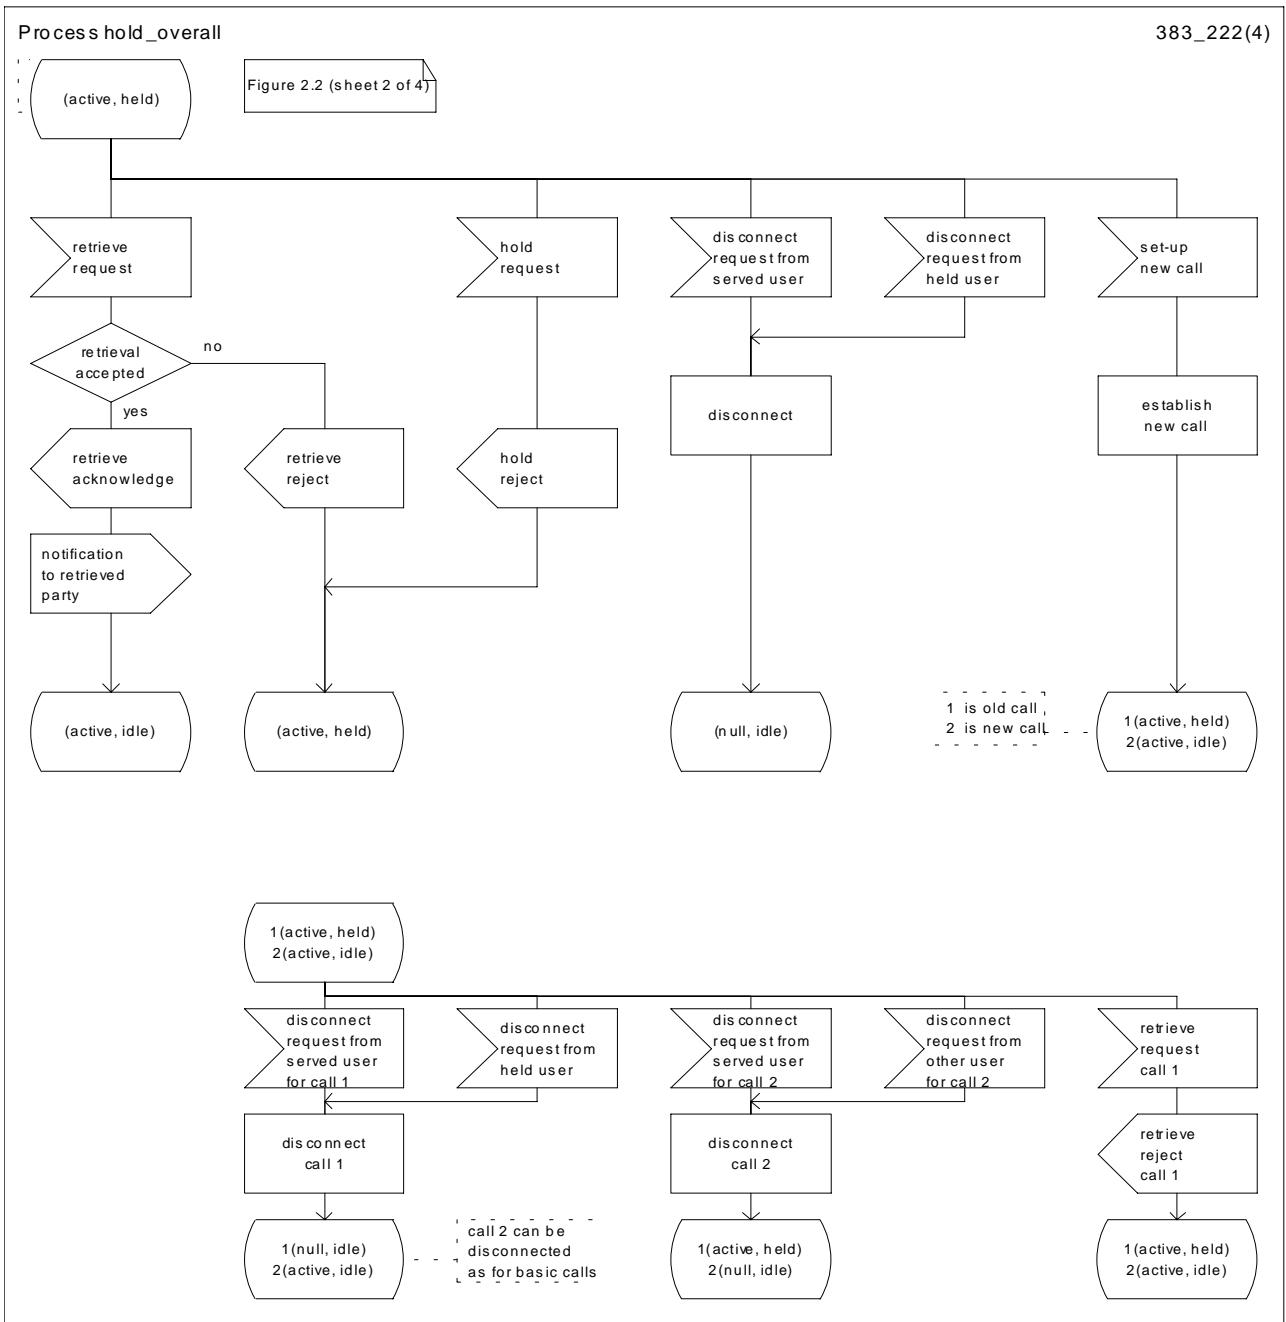 Process hold_overall
383_222(4)
(active, held)
Figure 2.2 (sheet 2 of 4)
retrieve
request
hold
request
disconnect
request from
served user
disconnect
request from
held user
set-up
new call
retrieval
accepted
no
yes
retrieve
acknowledge
retrieve
reject
hold
reject
disconnect
establish
new call
notification
to retrieved
party
(active, idle)
(active, held)
(null, idle)
1 is old call
2 is new call
1(active, held)
2(active, idle)
1(active, held)
2(active, idle)
disconnect
request from
served user
for call 1
disconnect
request from
held user
disconnect
request from
served user
for call 2
disconnect
request from
other user
for call 2
retrieve
request
call 1
disconnect
call 1
disconnect
call 2
retrieve
reject
call 1
1(null, idle)
2(active, idle)
call 2 can be
disconnected
as for basic calls
1(active, held)
2(null, idle)
1(active, held)
2(active, idle)